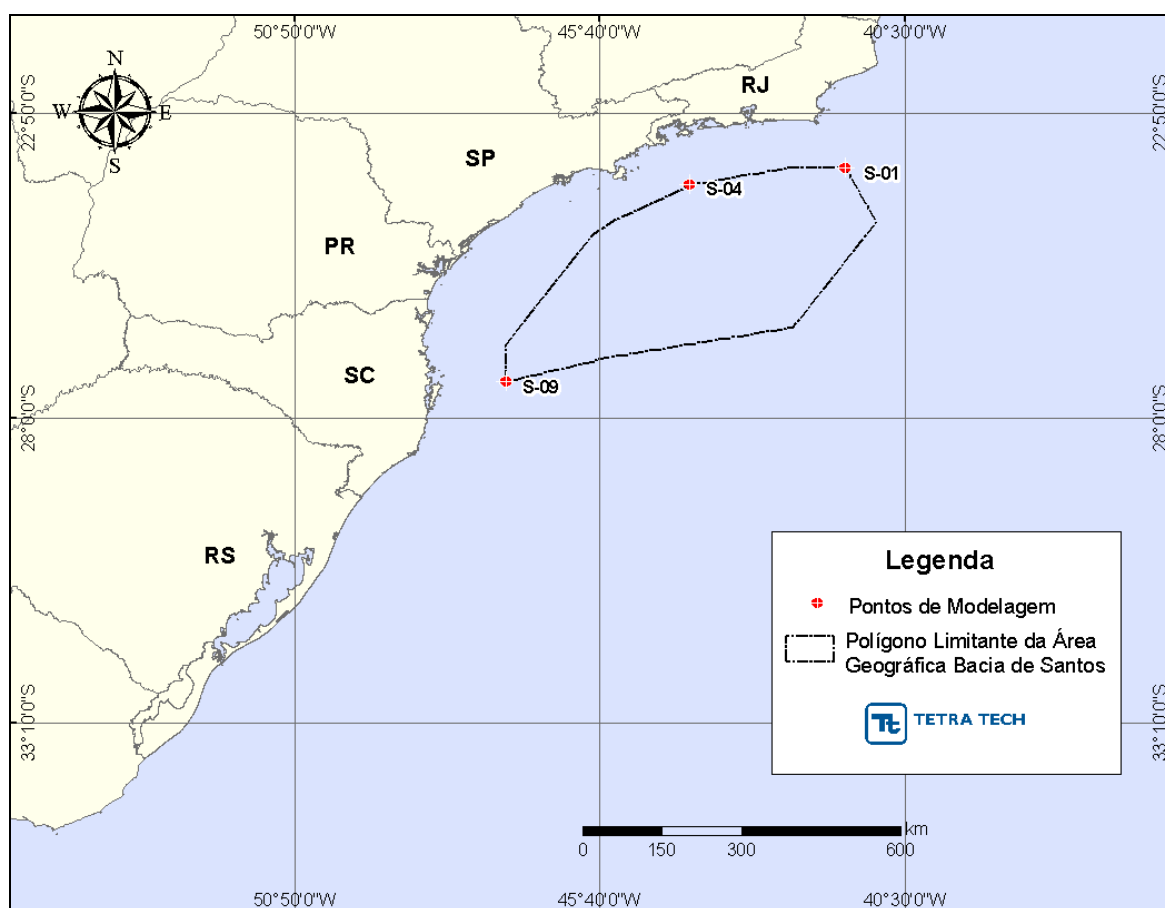 50°50'0"W
45°40'0"W
40°30'0"W
N
W
E
S
RJ
22°50'0"S
22°50'0"S
SP
S-01
S-04
PR
SC
S-09
28°0'0"S
28°0'0"S
RS
Legenda
Pontos de Modelagem
Polígono Limitante da Área
Geográfica Bacia de Santos
Tt
TETRA TECH
33°10'0"S
33°10'0"S
km
0
150
300
600
50°50'0"W
45°40'0"W
40°30'0"W